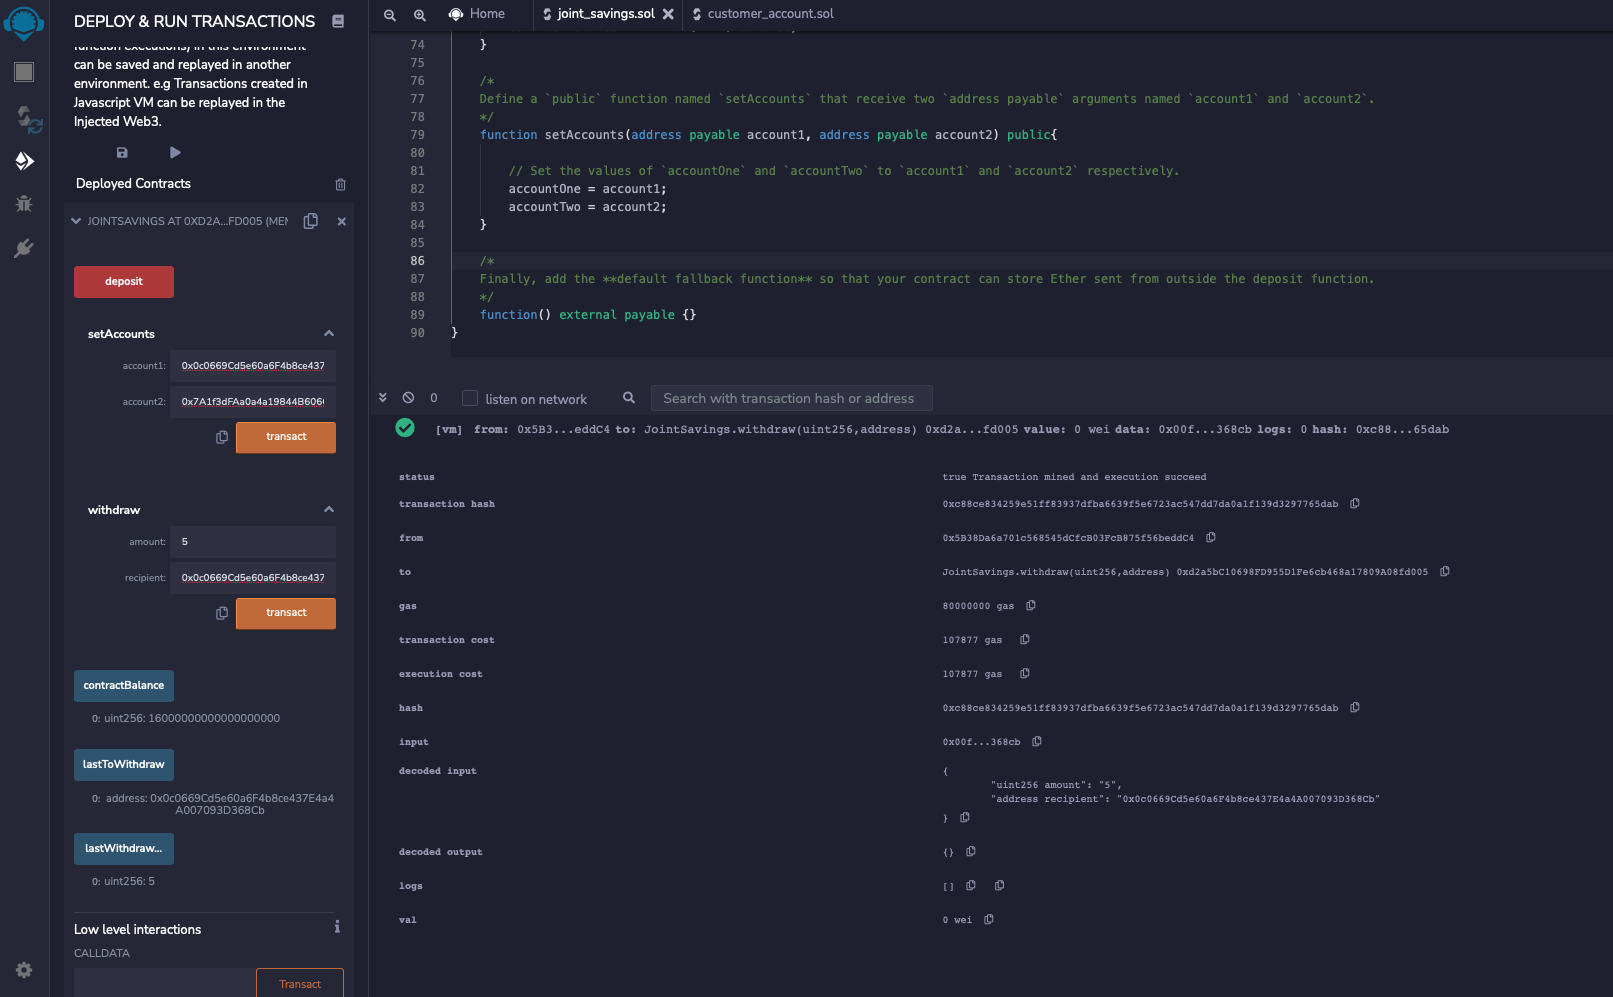 DEPLOY & RUN TRANSACTIONS
function executions) in this environment
can be saved and replayed in another
environment. e.g Transactions created in
Javascript VM can be replayed in the
Injected Web3.
Deployed Contracts
JOINTSAVINGS AT 0XD2A...FD005 (MEM
deposit
setAccounts
account1: 0x0c0669Cd5e60a6F4b8ce437
account2: 0x7A1f3dFAa0a4a19844B606
transact
withdraw
amount: 5
recipient: 0x0c0669Cd5e60a6F4b8ce437
transact
contractBalance
0: uint256: 16000000000000000000
lastToWithdraw
0: address: 0x0c0669Cd5e60a6F4b8ce437E4a4
A007093D368Cb
lastWithdraw...
0: uint256: 5
Low level interactions
CALLDATA
Transact
Home
joint_savings.sol
customer_account.sol
74 }
75
76 /*
77 Define a `public` function named `setAccounts` that receive two `address payable` arguments named `account1` and `account2`.
78 */
79 function setAccounts(address payable account1, address payable account2) public{
80
81 // Set the values of `accountOne` and `accountTwo` to `account1` and `account2` respectively.
82 accountOne = account1;
83 accountTwo = account2;
84 }
85
86 /*
87 Finally, add the **default fallback function** so that your contract can store Ether sent from outside the deposit function.
88 */
89 function() external payable {}
90 }
0 listen on network Search with transaction hash or address
[vm] from: 0x5B3...eddC4 to: JointSavings.withdraw(uint256,address) 0xd2a...fd005 value: 0 wei data: 0x00f...368cb logs: 0 hash: 0xc88...65dab
status true Transaction mined and execution succeed
transaction hash 0xc88ce834259e51ff83937dfba6639f5e6723ac547dd7da0a1f139d3297765dab
from 0x5B38Da6a701c568545dCfcB03FcB875f56beddC4
to JointSavings.withdraw(uint256,address) 0xd2a5bC10698FD955D1Fe6cb468a17809A08fd005
gas 80000000 gas
transaction cost 107877 gas
execution cost 107877 gas
hash 0xc88ce834259e51ff83937dfba6639f5e6723ac547dd7da0a1f139d3297765dab
input 0x00f...368cb
decoded input {
"uint256 amount": "5",
"address recipient": "0x0c0669Cd5e60a6F4b8ce437E4a4A007093D368Cb"
}
decoded output {}
logs []
val 0 wei